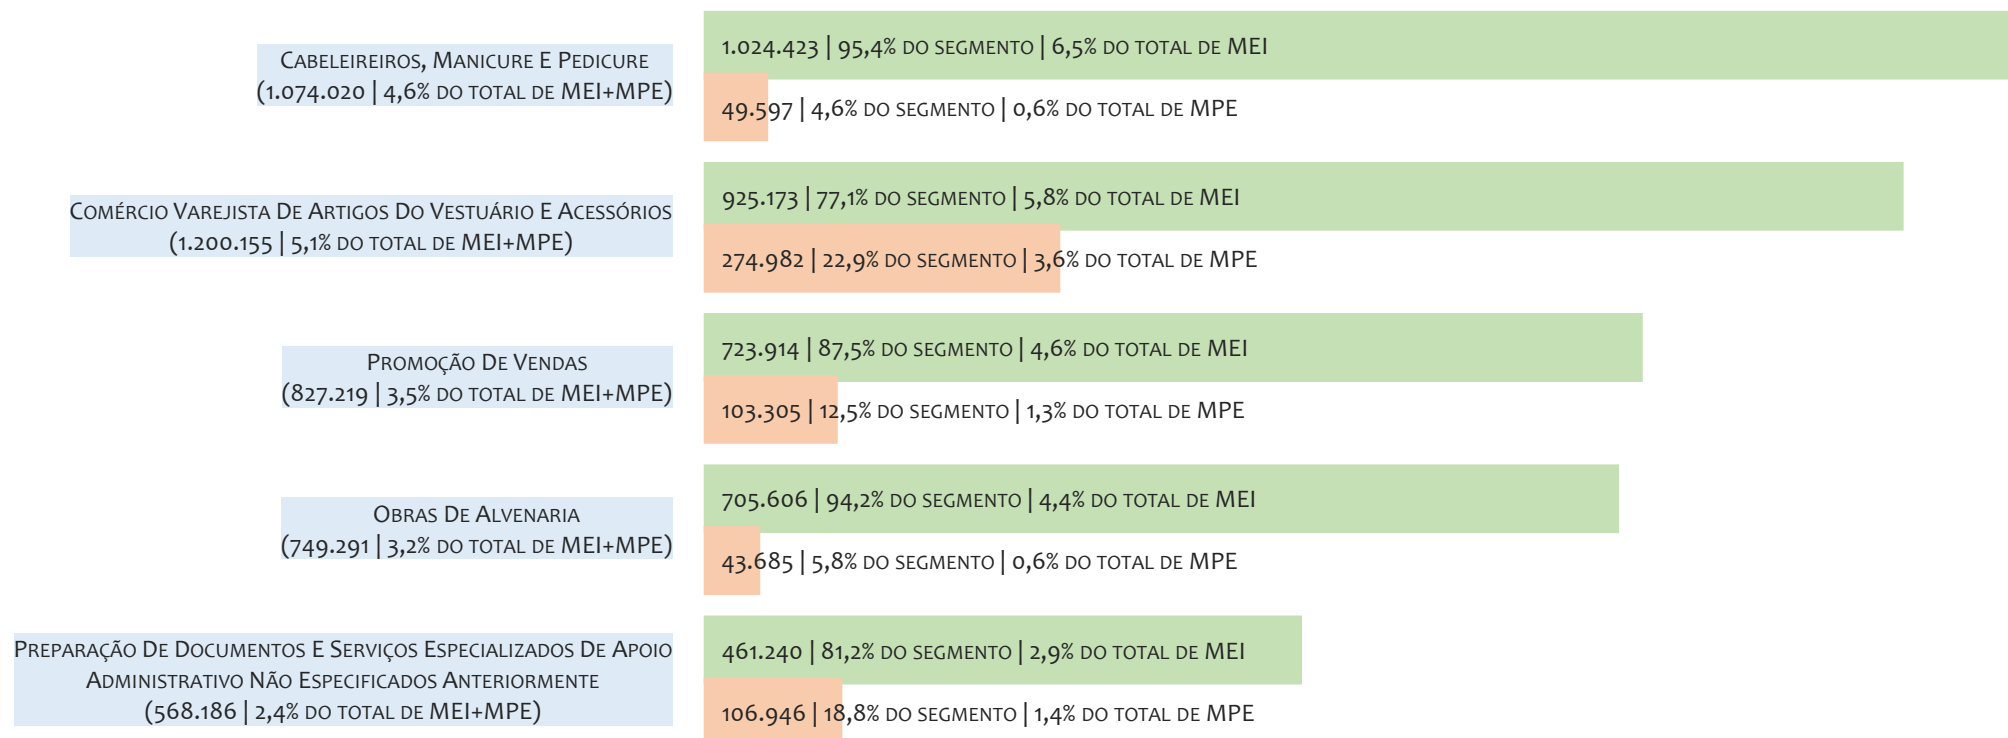 Cabeleireiros, Manicure E Pedicure
(1.074.020 | 4,6% do total de MEI+MPE)
1.024.423 | 95,4% do segmento | 6,5% do total de MEI
49.597 | 4,6% do segmento | 0,6% do total de MPE
Comércio Varejista De Artigos Do Vestuário E Acessórios
(1.200.155 | 5,1% do total de MEI+MPE)
925.173 | 77,1% do segmento | 5,8% do total de MEI
274.982 | 22,9% do segmento | 3,6% do total de MPE
Promoção De Vendas
(827.219 | 3,5% do total de MEI+MPE)
723.914 | 87,5% do segmento | 4,6% do total de MEI
103.305 | 12,5% do segmento | 1,3% do total de MPE
Obras De Alvenaria
(749.291 | 3,2% do total de MEI+MPE)
705.606 | 94,2% do segmento | 4,4% do total de MEI
43.685 | 5,8% do segmento | 0,6% do total de MPE
Preparação De Documentos E Serviços Especializados De Apoio
Administrativo Não Especificados Anteriormente
(568.186 | 2,4% do total de MEI+MPE)
461.240 | 81,2% do segmento | 2,9% do total de MEI
106.946 | 18,8% do segmento | 1,4% do total de MPE